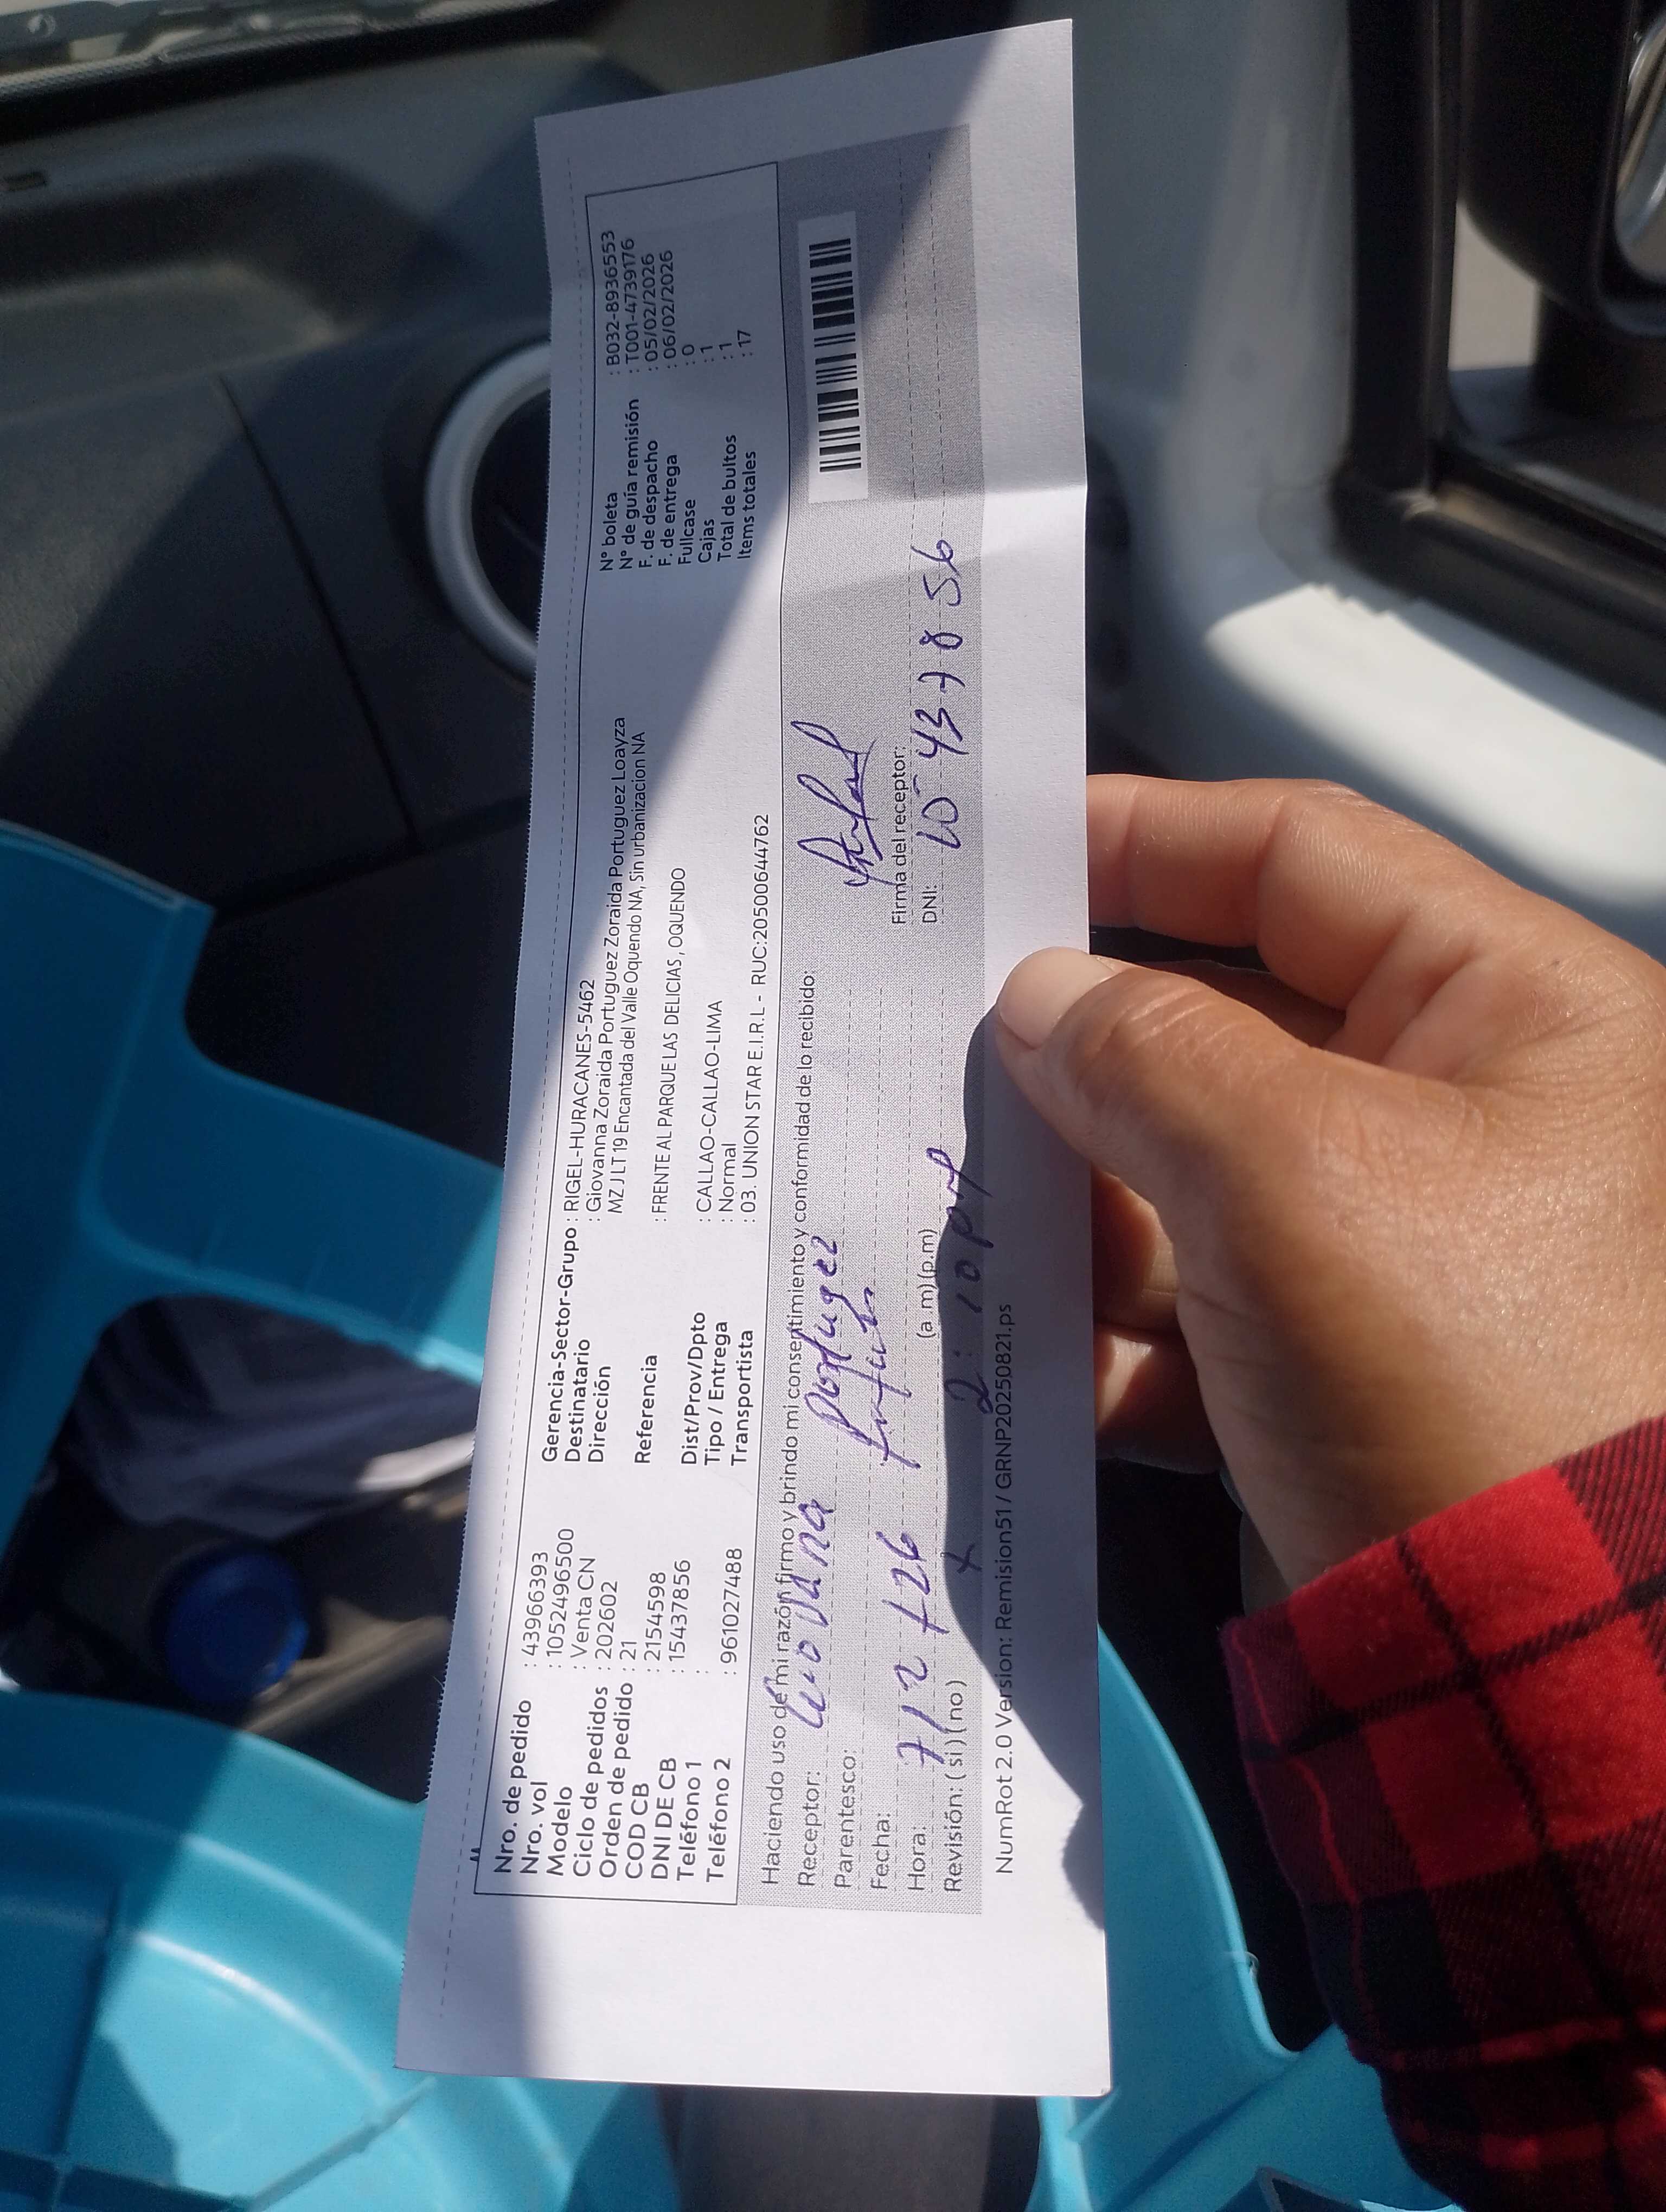 Nro. de pedido : 43966393
Nro. vol : 10524965​00
Modelo : Venta CN
Ciclo de pedidos : 202602
Orden de pedido : 21
COD CB : 2154598
DNI DE CB : 15437856
Teléfono 1 :
Teléfono 2 : 961027488
Gerencia-Sector-Grupo : RIGEL-HURACANES-5462
Destinatario : Giovanna Zoraida Portuguez Zoraida Portuguez Loayza
Dirección MZ J LT 19 Encantada del Valle Oquendo NA, Sin urbanizacion NA
Referencia : FRENTE AL PARQUE LAS DELICIAS, OQUENDO
Dist/Prov/Dpto : CALLAO-CALLAO-LIMA
Tipo / Entrega : Normal
Transportista : 03. UNION STAR E.I.R.L - RUC:20500644762
N° boleta : B032-8936553
N° de guía remisión : T001-4739176
F. de despacho : 05/02/2026
F. de entrega : 06/02/2026
Fullcase : 0
Cajas : 1
Total de bultos : 1
Items totales : 17
Haciendo uso de mi razón firmo y brindo mi consentimiento y conformidad de lo recibido:
Receptor: Portuguez
Parentesco:
Fecha: 7/2/26
Hora: (a.m) (p.m) 2:10 pm
Revisión: ( si ) ( no ) x
Firma del receptor:
DNI: 10-437856
NumRot 2.0 Version: Remision51 / GRNP20250821.ps